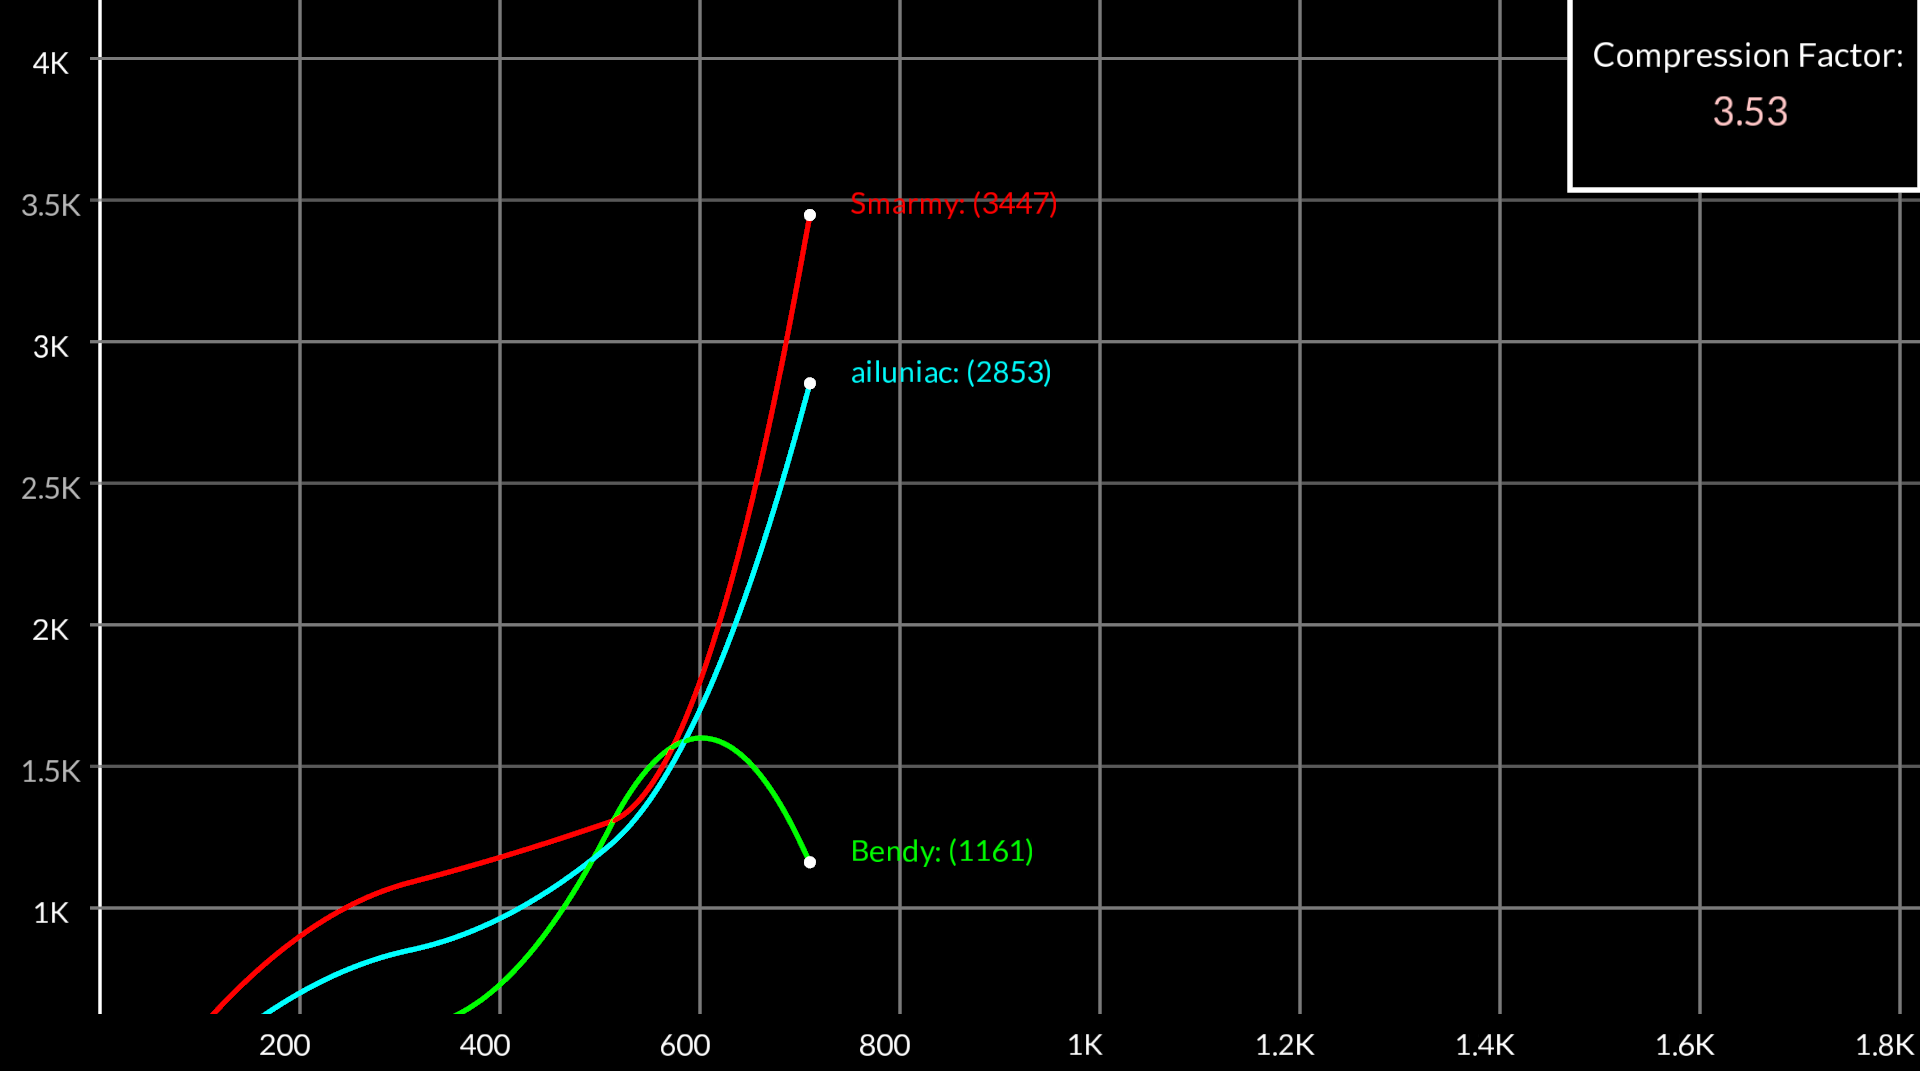 Compression Factor:
3.53
4K
3.5K
3K
2.5K
2K
1.5K
1K
Smarmy: (3447)
ailuniac: (2853)
Bendy: (1161)
200 400 600 800 1K 1.2K 1.4K 1.6K 1.8K